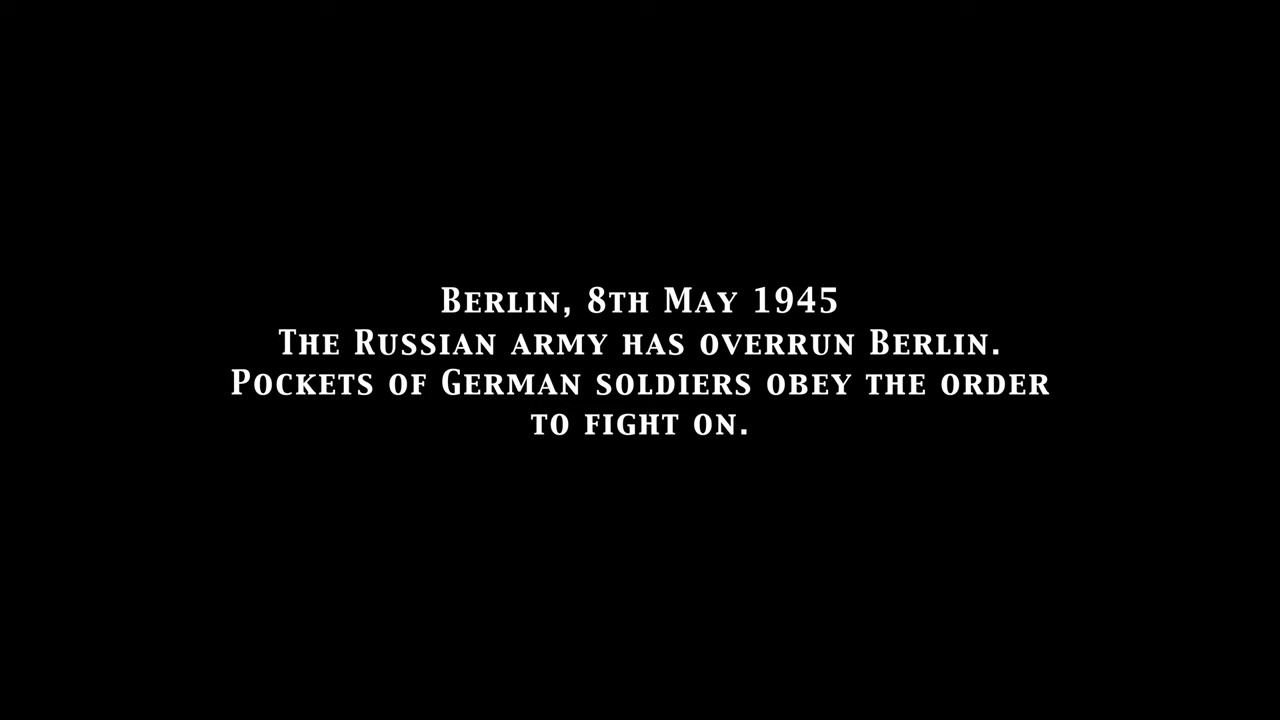 Berlin, 8th May 1945
The Russian army has overrun Berlin.
Pockets of German soldiers obey the order
to fight on.